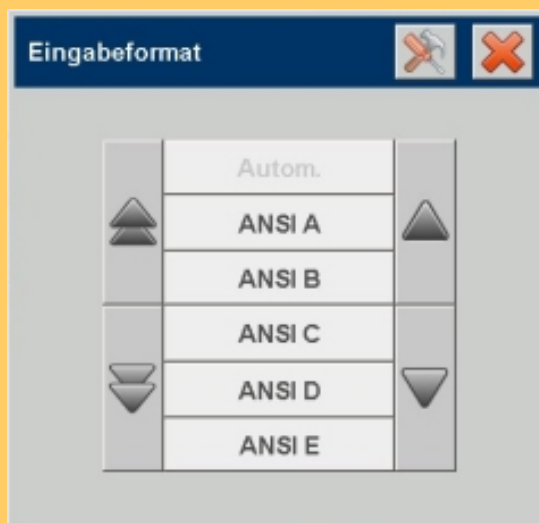 Eingabeformat
Autom.
ANSI A
ANSI B
ANSI C
ANSI D
ANSI E